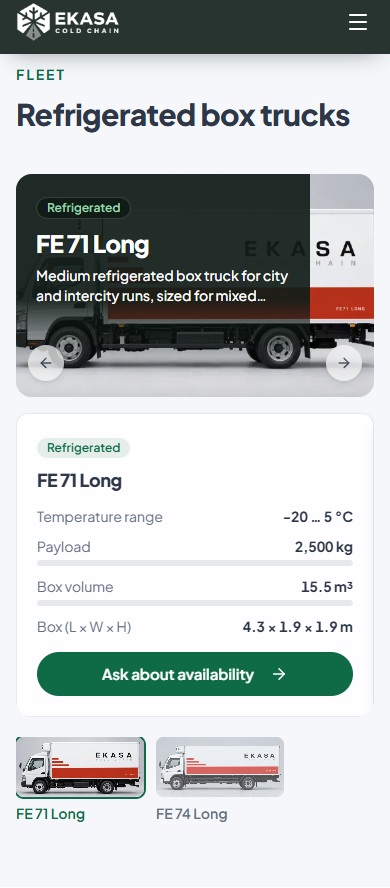 EKASA
COLD CHAIN
FLEET
Refrigerated box trucks
Refrigerated
FE 71 Long
Medium refrigerated box truck for city
and intercity runs, sized for mixed…
EKASA
HAIN
FE71 LONG
Refrigerated
FE 71 Long
Temperature range -20 … 5 °C
Payload 2,500 kg
Box volume 15.5 m³
Box (L × W × H) 4.3 × 1.9 × 1.9 m
Ask about availability →
EKASA
EKASA
FE 71 Long FE 74 Long